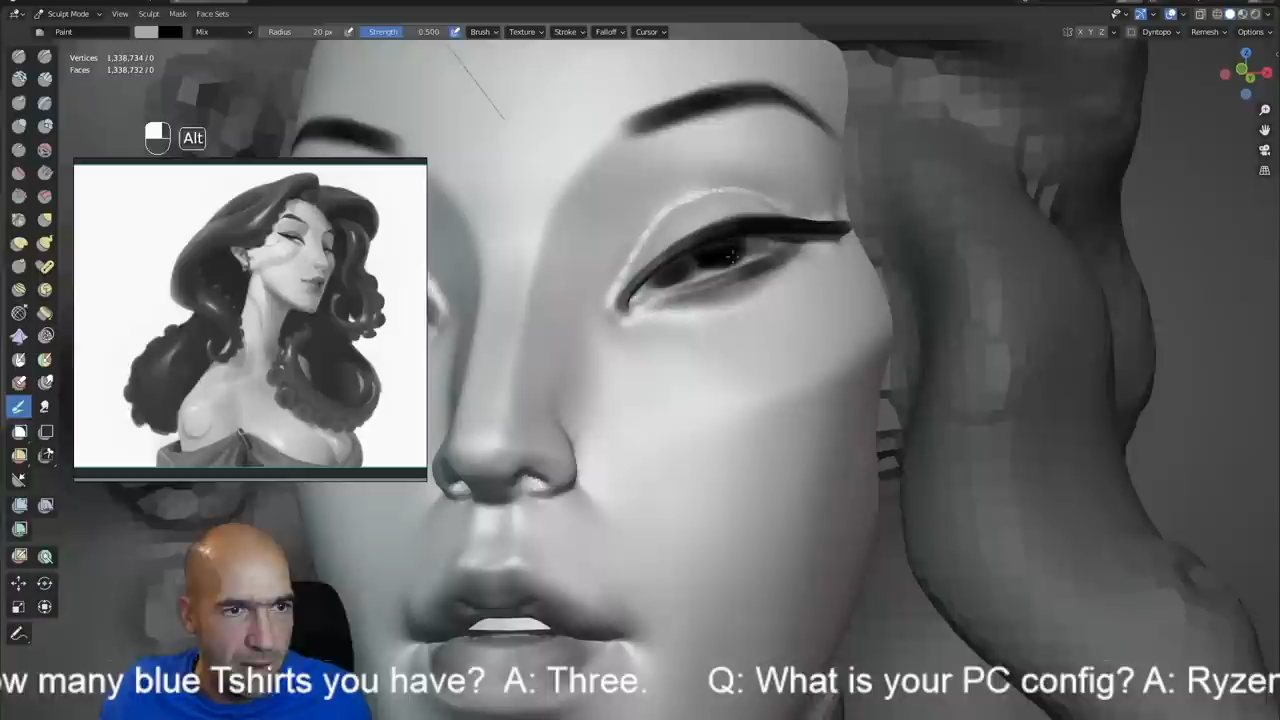 Sculpt Mode View Sculpt Mask Face Sets
Paint Mix Radius 20 px Strength 0.500 Brush Texture Stroke Falloff Cursor X Y Z Dyntopo Remesh Options
Vertices 1,338,734 / 0
Faces 1,338,732 / 0
Alt
ow many blue Tshirts you have? A: Three. Q: What is your PC config? A: Ryzen